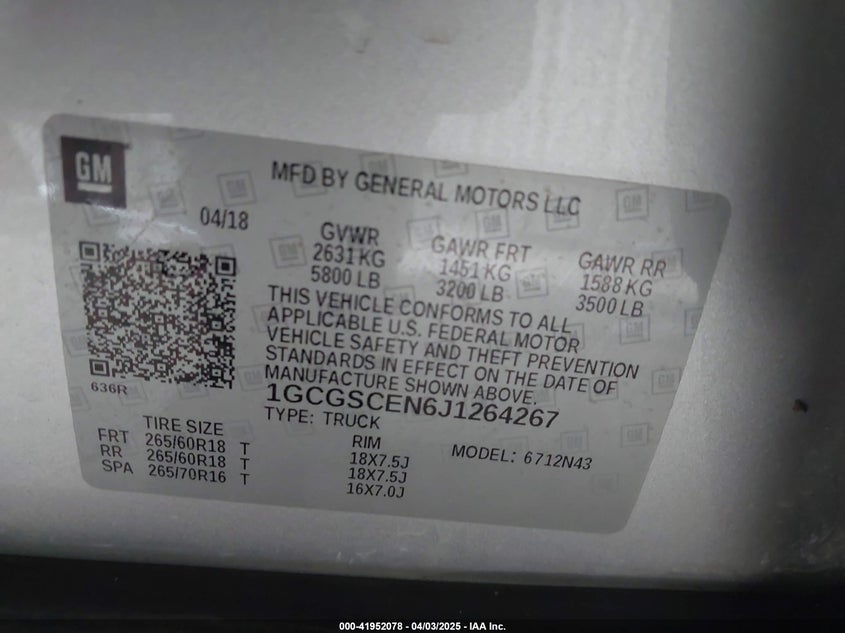 GM
MFD BY GENERAL MOTORS LLC
04/18
GVWR
2631 KG
5800 LB
GAWR FRT
1451 KG
3200 LB
GAWR RR
1588 KG
3500 LB
THIS VEHICLE CONFORMS TO ALL
APPLICABLE U.S. FEDERAL MOTOR
VEHICLE SAFETY AND THEFT PREVENTION
STANDARDS IN EFFECT ON THE DATE OF
MANUFACTURE SHOWN ABOVE.
636R
1GCGSCEN6J1264267
TYPE: TRUCK
TIRE SIZE
RIM
MODEL: 6712N43
FRT 265/60R18 T 18X7.5J
RR 265/60R18 T 18X7.5J
SPA 265/70R16 T 16X7.0J
000-41952078 - 04/03/2025 - IAA Inc.